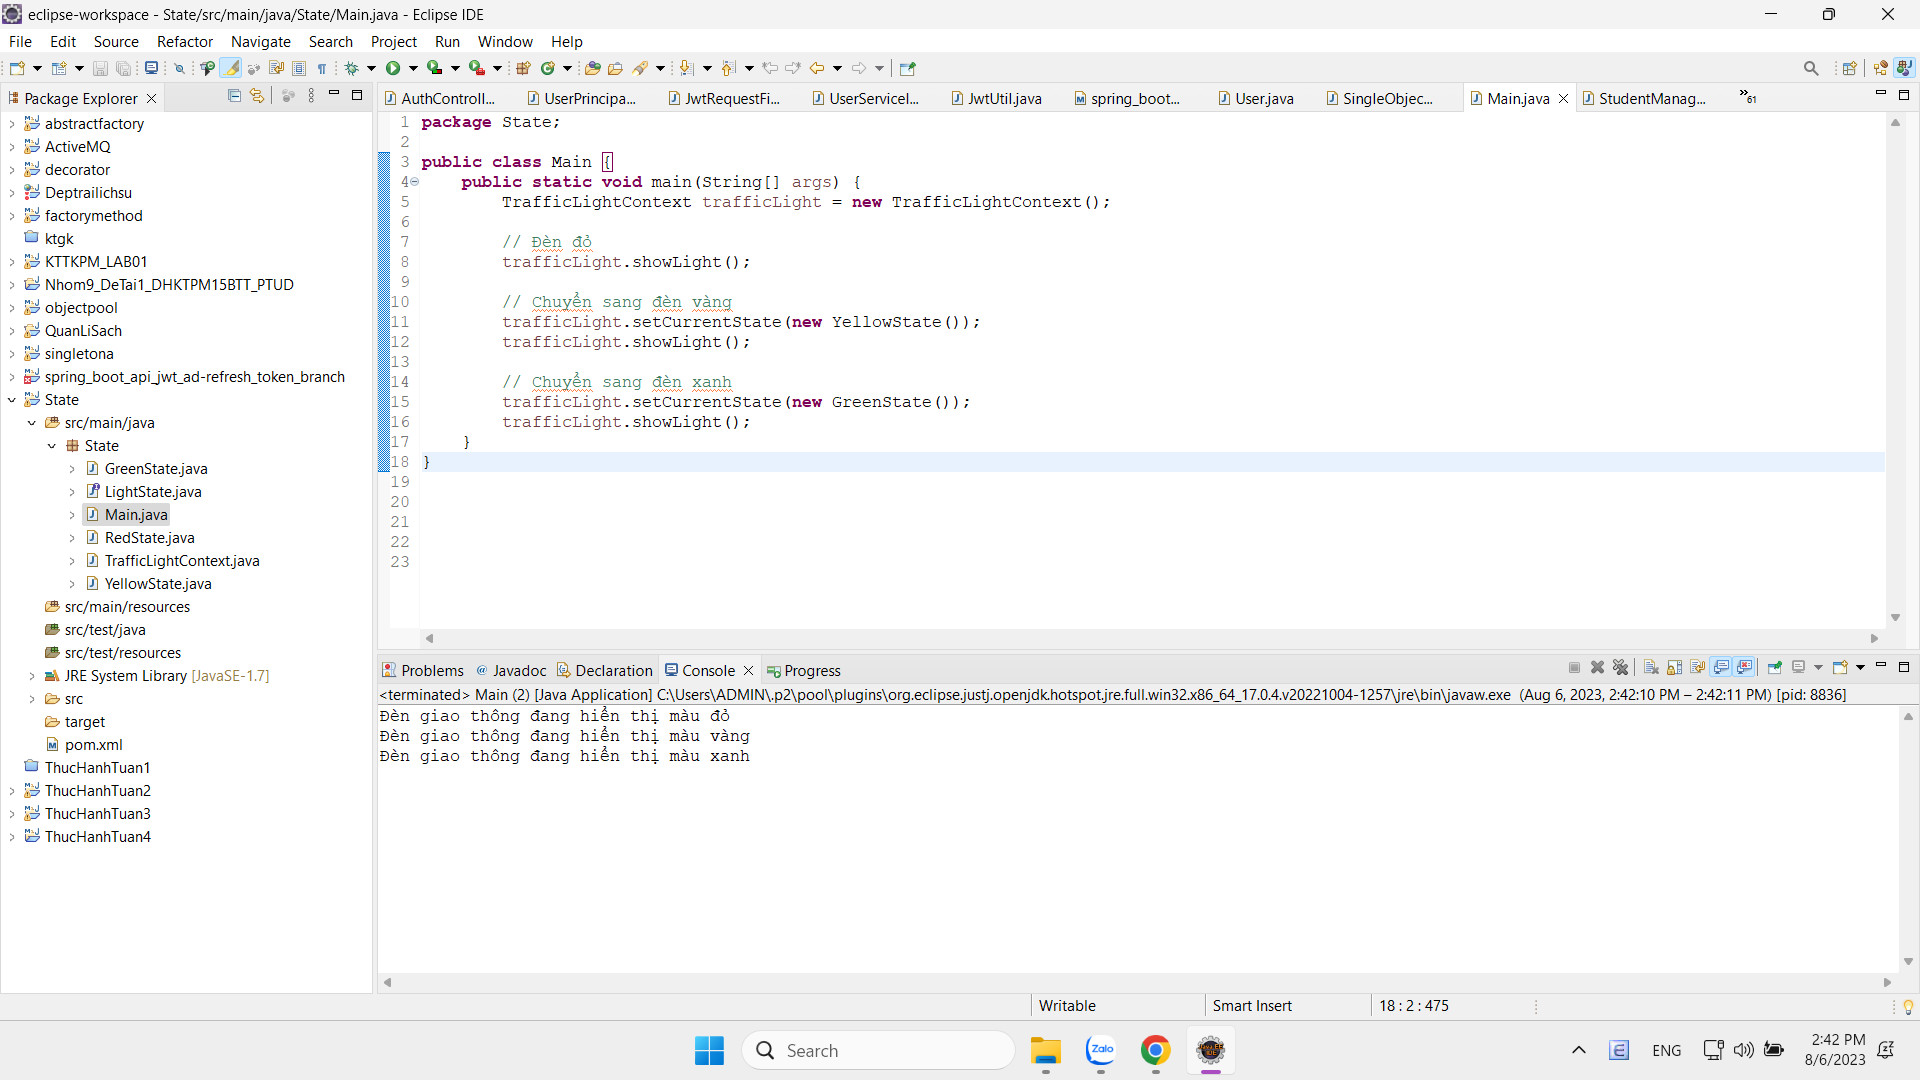 eclipse-workspace - State/src/main/java/State/Main.java - Eclipse IDE
File Edit Source Refactor Navigate Search Project Run Window Help
Package Explorer
AuthControll... UserPrincipa... JwtRequestFi... UserServiceI... JwtUtil.java spring_boot... User.java SingleObjec... Main.java StudentManag... »61
abstractfactory
ActiveMQ
decorator
Deptrailichsu
factorymethod
ktgk
KTTKPM_LAB01
Nhom9_DeTai1_DHKTPM15BTT_PTUD
objectpool
QuanLiSach
singletona
spring_boot_api_jwt_ad-refresh_token_branch
State
src/main/java
State
GreenState.java
LightState.java
Main.java
RedState.java
TrafficLightContext.java
YellowState.java
src/main/resources
src/test/java
src/test/resources
JRE System Library [JavaSE-1.7]
src
target
pom.xml
ThucHanhTuan1
ThucHanhTuan2
ThucHanhTuan3
ThucHanhTuan4
1 package State;
2
3 public class Main {
4 public static void main(String[] args) {
5 TrafficLightContext trafficLight = new TrafficLightContext();
6
7 // Đèn đỏ
8 trafficLight.showLight();
9
10 // Chuyển sang đèn vàng
11 trafficLight.setCurrentState(new YellowState());
12 trafficLight.showLight();
13
14 // Chuyển sang đèn xanh
15 trafficLight.setCurrentState(new GreenState());
16 trafficLight.showLight();
17 }
18 }
19
20
21
22
23
Problems Javadoc Declaration Console Progress
<terminated> Main (2) [Java Application] C:\Users\ADMIN\.p2\pool\plugins\org.eclipse.justj.openjdk.hotspot.jre.full.win32.x86_64_17.0.4.v20221004-1257\jre\bin\javaw.exe (Aug 6, 2023, 2:42:10 PM – 2:42:11 PM) [pid: 8836]
Đèn giao thông đang hiển thị màu đỏ
Đèn giao thông đang hiển thị màu vàng
Đèn giao thông đang hiển thị màu xanh
Writable Smart Insert 18 : 2 : 475
Search
Zalo
ENG
2:42 PM
8/6/2023